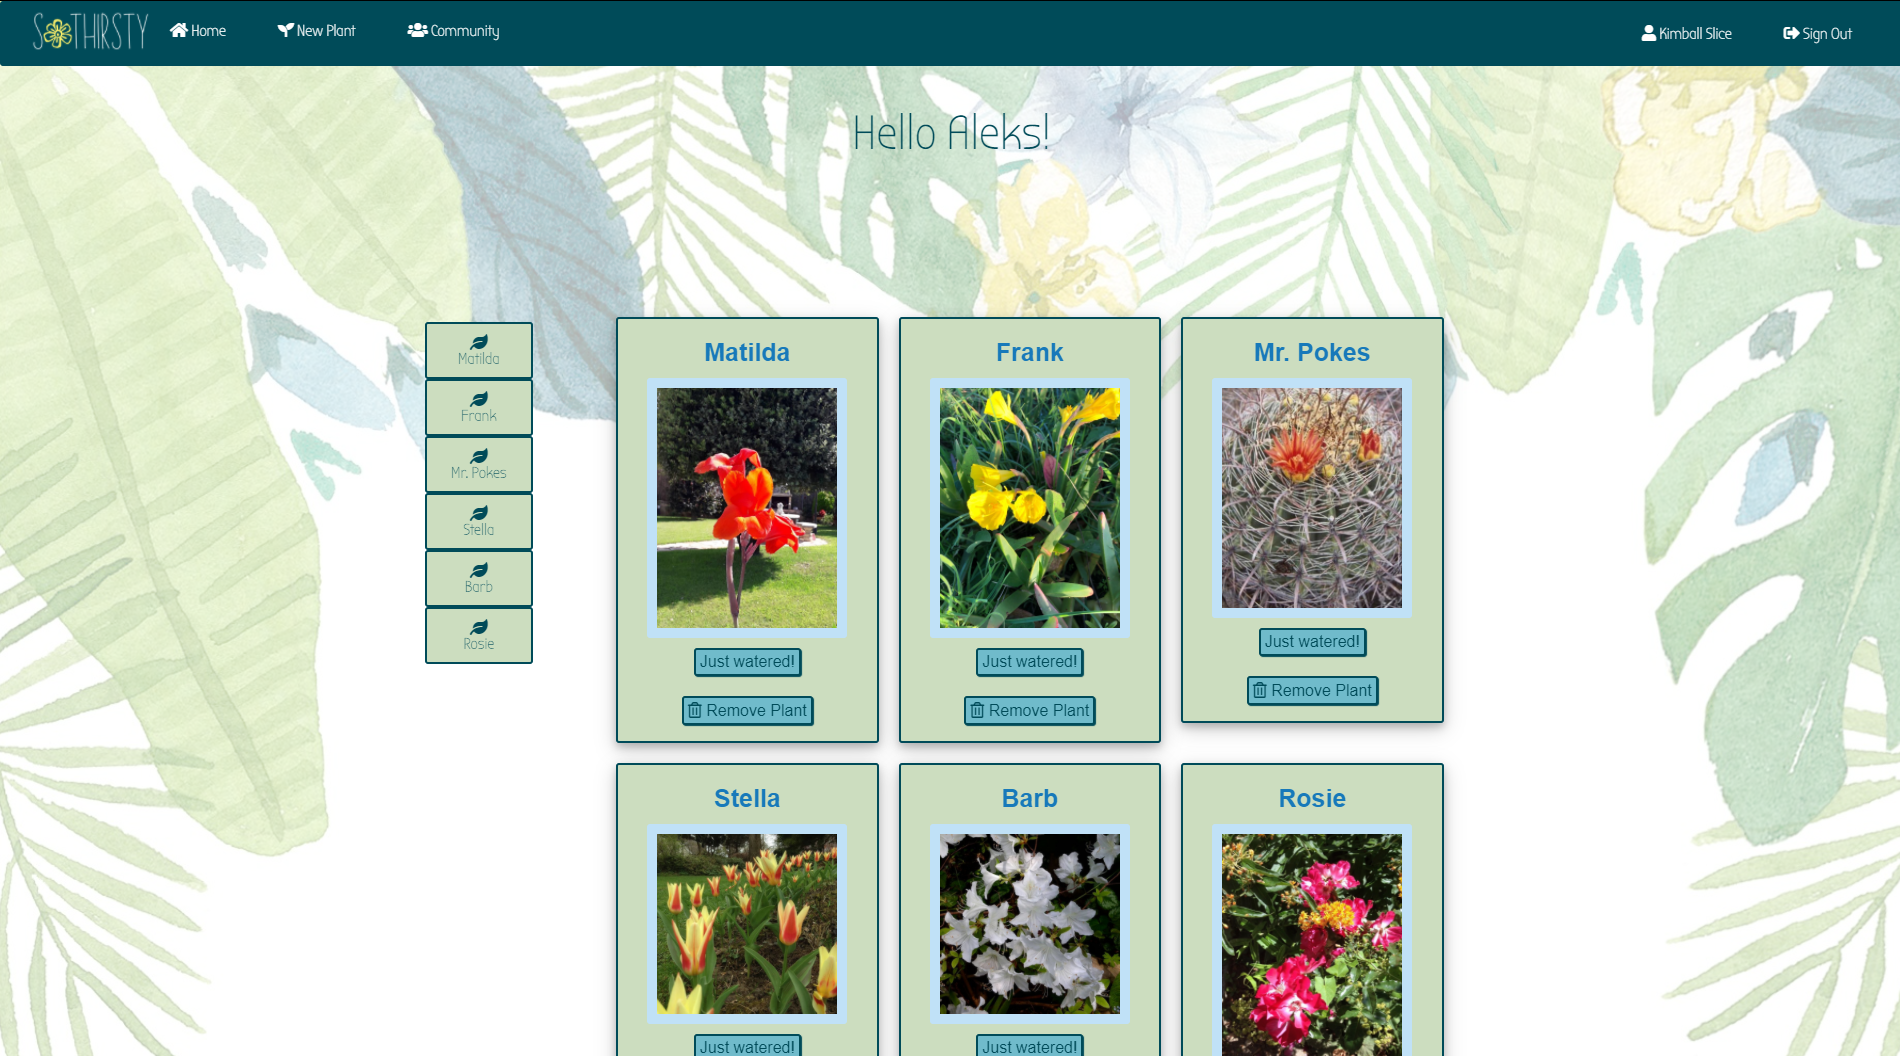 SOTHIRSTY Home New Plant Community Kimball Slice Sign Out
Hello Aleks!
Matilda
Frank
Mr. Pokes
Stella
Barb
Rosie
Matilda Frank Mr. Pokes
Just watered! Just watered! Just watered!
Remove Plant Remove Plant Remove Plant
Stella Barb Rosie
Just watered! Just watered!